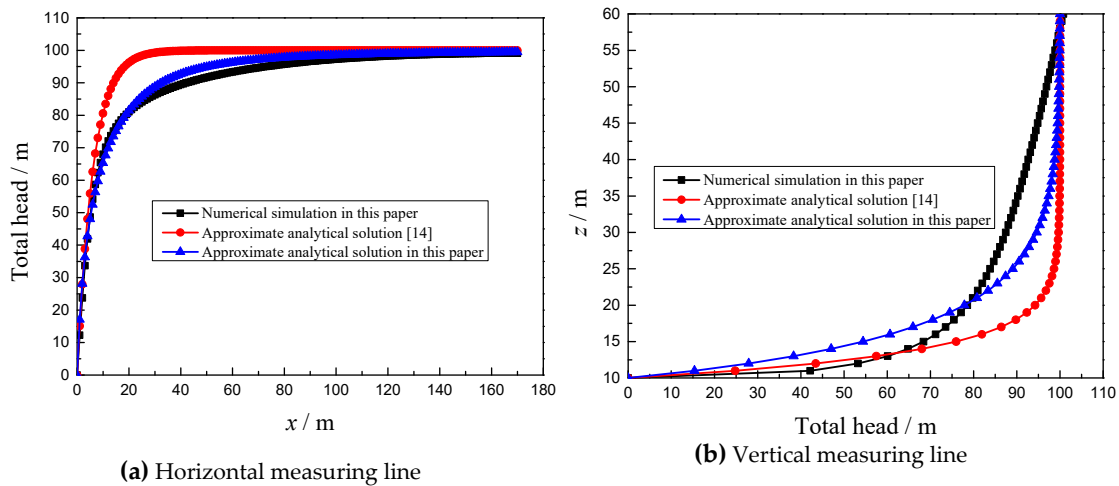 110
100
90
80
70
60
50
40
30
20
10
0
Total head / m
Numerical simulation in this paper
Approximate analytical solution [14]
Approximate analytical solution in this paper
0 20 40 60 80 100 120 140 160 180
x / m
(a) Horizontal measuring line
60
55
50
45
40
35
30
25
20
15
10
z / m
Numerical simulation in this paper
Approximate analytical solution [14]
Approximate analytical solution in this paper
0 10 20 30 40 50 60 70 80 90 100 110
Total head / m
(b) Vertical measuring line